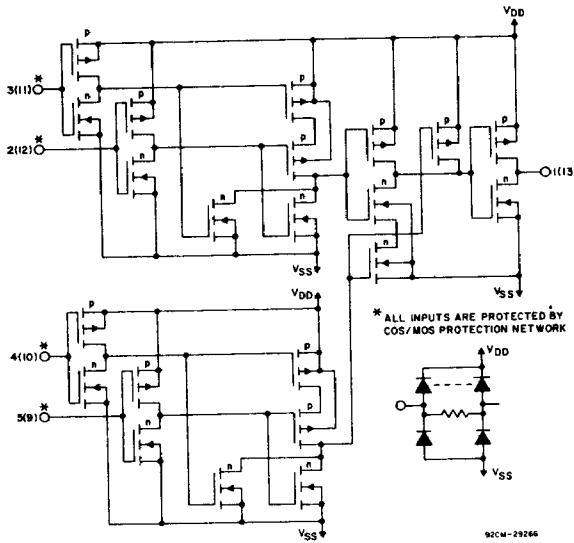 VDD
p
p
p
p
p
p
3(11) *
n
n
p
n
1(13
2(12) *
n
n
n
n
n
VSS
VSS
VDD
* ALL INPUTS ARE PROTECTED BY
COS/MOS PROTECTION NETWORK
p
p
p
4(10) *
n
p
VDD
5(9) *
n
n
n
VSS
VSS
92CM-29266